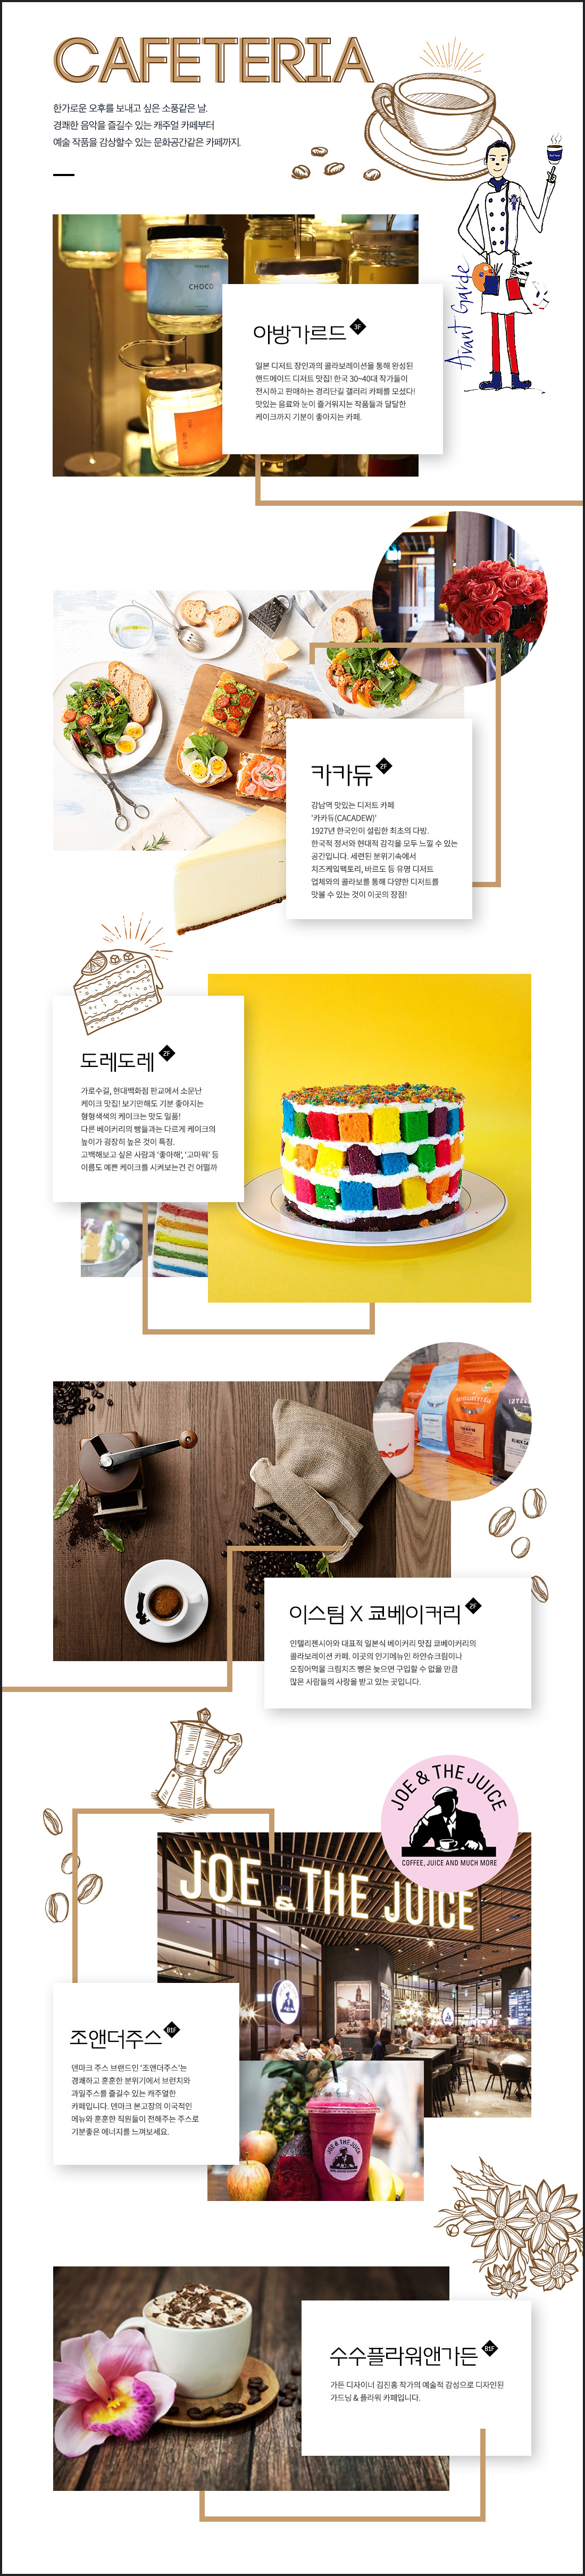 CAFETERIA
한가로운 오후를 보내고 싶은 소풍같은 날.
경쾌한 음악을 즐길수 있는 캐주얼 카페부터
예술 작품을 감상할수 있는 문화공간같은 카페까지.
CHOCO
Avant Garde
아방가르드 3F
일본 디저트 장인과의 콜라보레이션을 통해 완성된
핸드메이드 디저트 맛집! 한국 30~40대 작가들이
전시하고 판매하는 경리단길 갤러리 카페를 모셨다!
맛있는 음료와 눈이 즐거워지는 작품들과 달달한
케이크까지 기분이 좋아지는 카페.
카카듀 2F
강남역 맛있는 디저트 카페
'카카듀(CACADEW)'
1927년 한국인이 설립한 최초의 다방.
한국적 정서와 현대적 감각을 모두 느낄 수 있는
공간입니다. 세련된 분위기속에서
치즈케익팩토리, 바르도 등 유명 디저트
업체와의 콜라보를 통해 다양한 디저트를
맛볼 수 있는 것이 이곳의 장점!
도레도레 2F
가로수길, 현대백화점 판교에서 소문난
케이크 맛집! 보기만해도 기분 좋아지는
형형색색의 케이크는 맛도 일품!
다른 베이커리의 빵들과는 다르게 케이크의
높이가 굉장히 높은 것이 특징.
고백해보고 싶은 사람과 '좋아해', '고마워' 등
이름도 예쁜 케이크를 시켜보는건 건 어떨까
이스팀 X 쿄베이커리 2F
인텔리젠시아와 대표적 일본식 베이커리 맛집 쿄베이커리의
콜라보레이션 카페. 이곳의 인기메뉴인 하얀슈크림이나
오징어먹물 크림치즈 빵은 늦으면 구입할 수 없을 만큼
많은 사람들의 사랑을 받고 있는 곳입니다.
JOE & THE JUICE
COFFEE, JUICE AND MUCH MORE
JOE & THE JUICE
조앤더주스 B1F
덴마크 주스 브랜드인 '조앤더주스'는
경쾌하고 훈훈한 분위기에서 브런치와
과일주스를 즐길수 있는 캐주얼한
카페입니다. 덴마크 본고장의 이국적인
메뉴와 훈훈한 직원들이 전해주는 주스로
기분좋은 에너지를 느껴보세요.
JOE & THE JUICE
수수플라워앤가든 B1F
가든 디자이너 김진흥 작가의 예술적 감성으로 디자인된
가드닝 & 플라워 카페입니다.